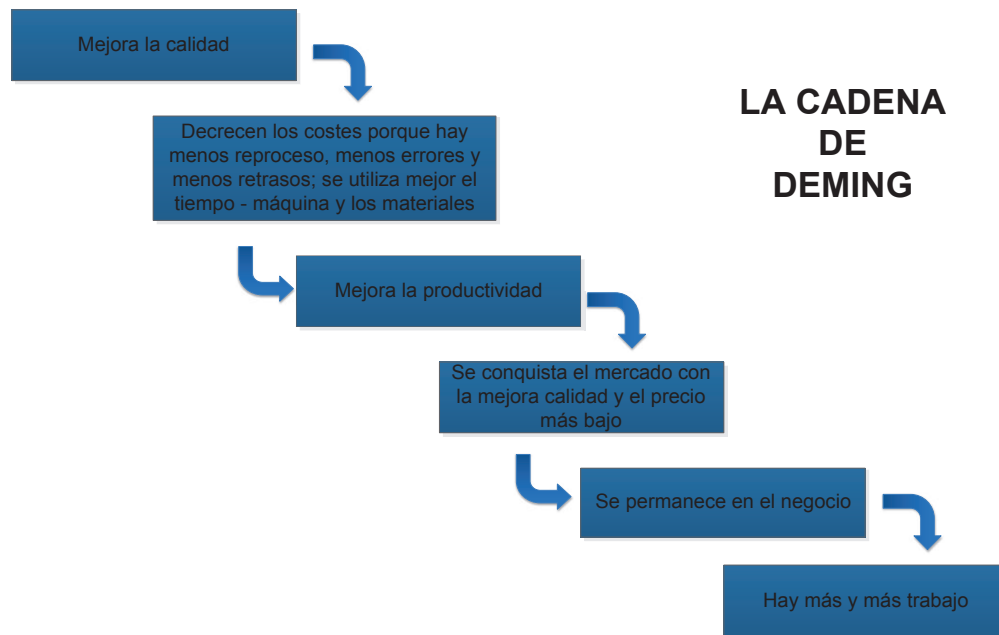 Mejora la calidad
LA CADENA
DE
DEMING
Decrecen los costes porque hay
menos reproceso, menos errores y
menos retrasos; se utiliza mejor el
tiempo - máquina y los materiales
Mejora la productividad
Se conquista el mercado con
la mejora calidad y el precio
más bajo
Se permanece en el negocio
Hay más y más trabajo